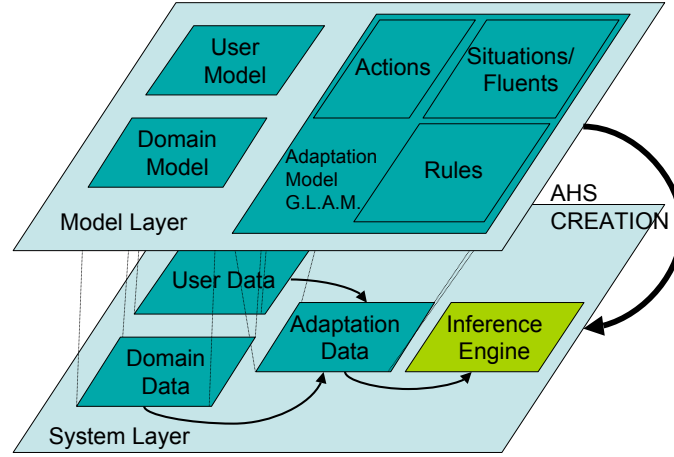 User
Model
Actions
Situations/
Fluents
Domain
Model
Adaptation
Model
G.L.A.M.
Rules
Model Layer
AHS
CREATION
User Data
Adaptation
Data
Inference
Engine
Domain
Data
System Layer